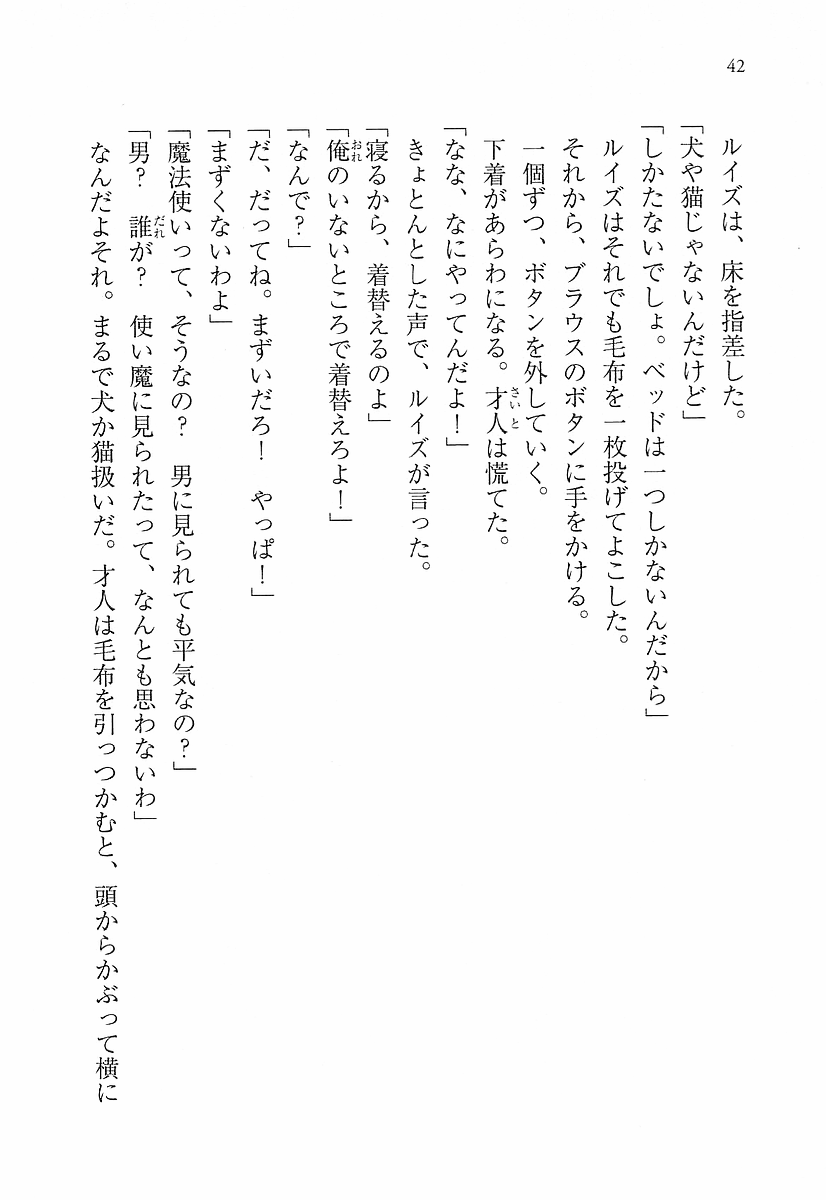 42
ルイズは、床を指差した。
「犬や猫じゃないんだけど」
「しかたないでしょ。ベッドは一つしかないんだから」
ルイズはそれでも毛布を一枚投げてよこした。
それから、ブラウスのボタンに手をかける。
一個ずつ、ボタンを外していく。
下着があらわになる。才人は慌てた。
「なな、なにやってんだよ！」
きょとんとした声で、ルイズが言った。
「寝るから、着替えるのよ」
「俺のいないところで着替えろよ！」
「なんで？」
「だ、だってね。まずいだろ！　やっぱ！」
「まずくないわよ」
「魔法使いって、そうなの？　男に見られても平気なの？」
「男？　誰が？　使い魔に見られたって、なんとも思わないわ」
なんだよそれ。まるで犬か猫扱いだ。才人は毛布を引っつかむと、頭からかぶって横に